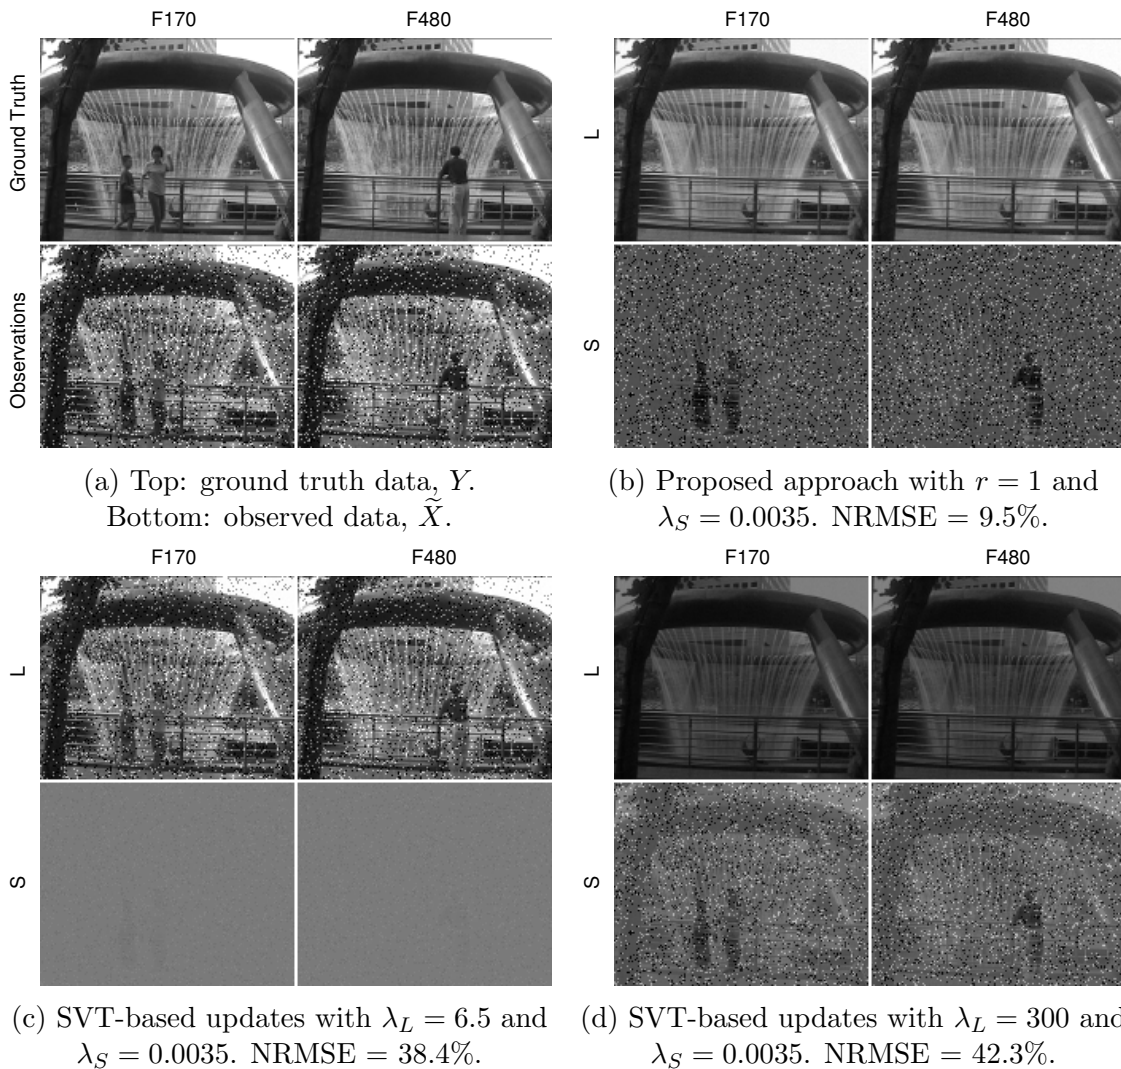 F170
F480
Ground Truth
Observations
(a) Top: ground truth data, Y.
Bottom: observed data, X̃.
F170
F480
L
S
(b) Proposed approach with r = 1 and
λ_S = 0.0035. NRMSE = 9.5%.
F170
F480
L
S
(c) SVT-based updates with λ_L = 6.5 and
λ_S = 0.0035. NRMSE = 38.4%.
F170
F480
L
S
(d) SVT-based updates with λ_L = 300 and
λ_S = 0.0035. NRMSE = 42.3%.